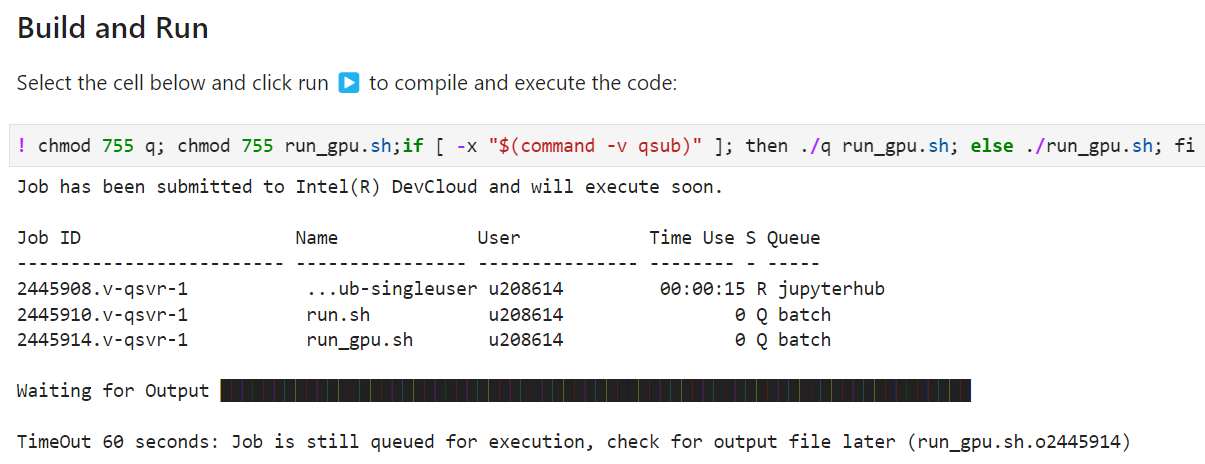 Build and Run
Select the cell below and click run ▶ to compile and execute the code:
! chmod 755 q; chmod 755 run_gpu.sh;if [ -x "$(command -v qsub)" ]; then ./q run_gpu.sh; else ./run_gpu.sh; fi
Job has been submitted to Intel(R) DevCloud and will execute soon.
Job ID                    Name             User            Time Use S Queue
------------------------- ---------------- --------------- -------- - -----
2445908.v-qsvr-1           ...ub-singleuser u208614         00:00:15 R jupyterhub
2445910.v-qsvr-1           run.sh           u208614                0 Q batch
2445914.v-qsvr-1           run_gpu.sh       u208614                0 Q batch
Waiting for Output
TimeOut 60 seconds: Job is still queued for execution, check for output file later (run_gpu.sh.o2445914)